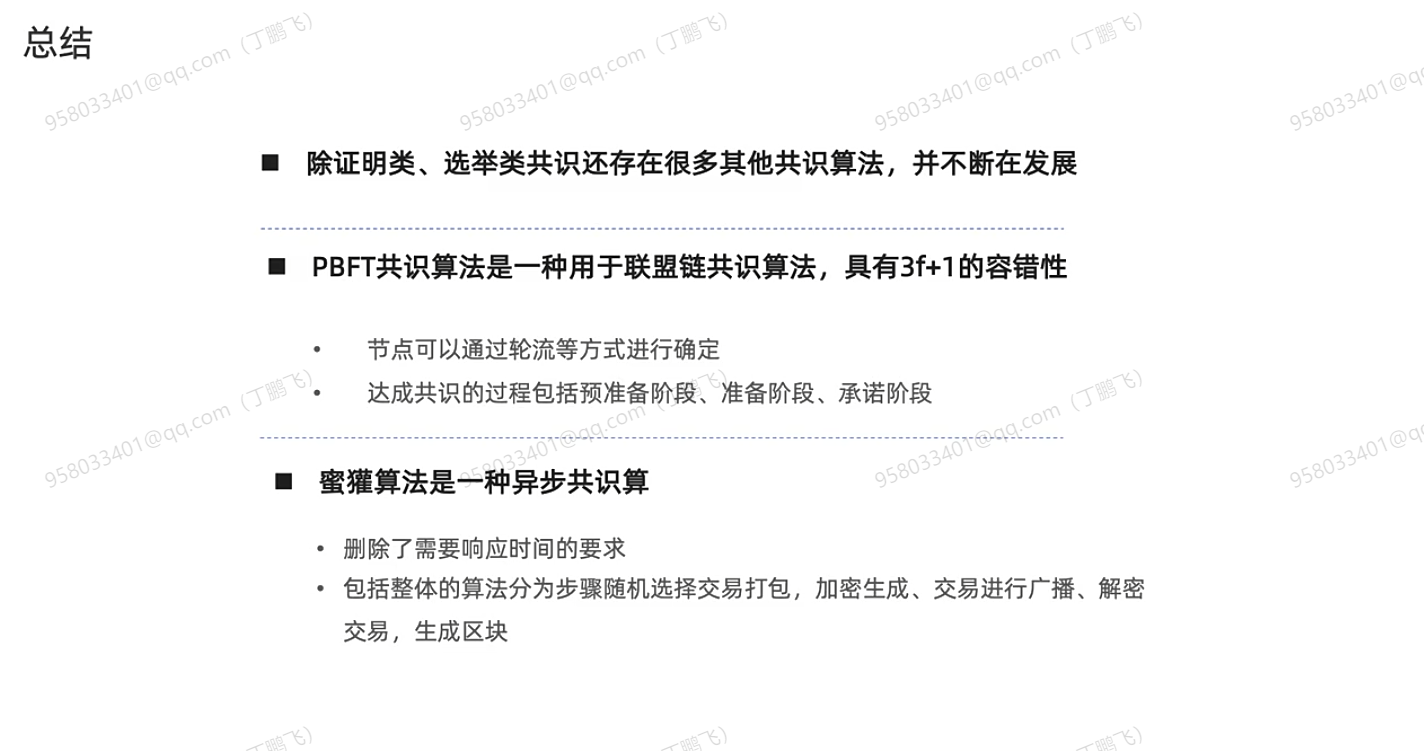 总结
958033401@qq.com（丁鹏飞）
958033401@qq.com（丁鹏飞）
958033401@qq.com（丁鹏飞）
958033401@qq
■ 除证明类、选举类共识还存在很多其他共识算法，并不断在发展
■ PBFT共识算法是一种用于联盟链共识算法，具有3f+1的容错性
• 节点可以通过轮流等方式进行确定
• 达成共识的过程包括预准备阶段、准备阶段、承诺阶段
958033401@qq.com（丁鹏飞）
958033401@qq.com（丁鹏飞）
958033401@qq.com（丁鹏飞）
958033401@qq
■ 蜜獾算法是一种异步共识算
• 删除了需要响应时间的要求
• 包括整体的算法分为步骤随机选择交易打包，加密生成、交易进行广播、解密
交易，生成区块
（丁鹏飞）
（丁鹏飞）
（丁鹏飞）